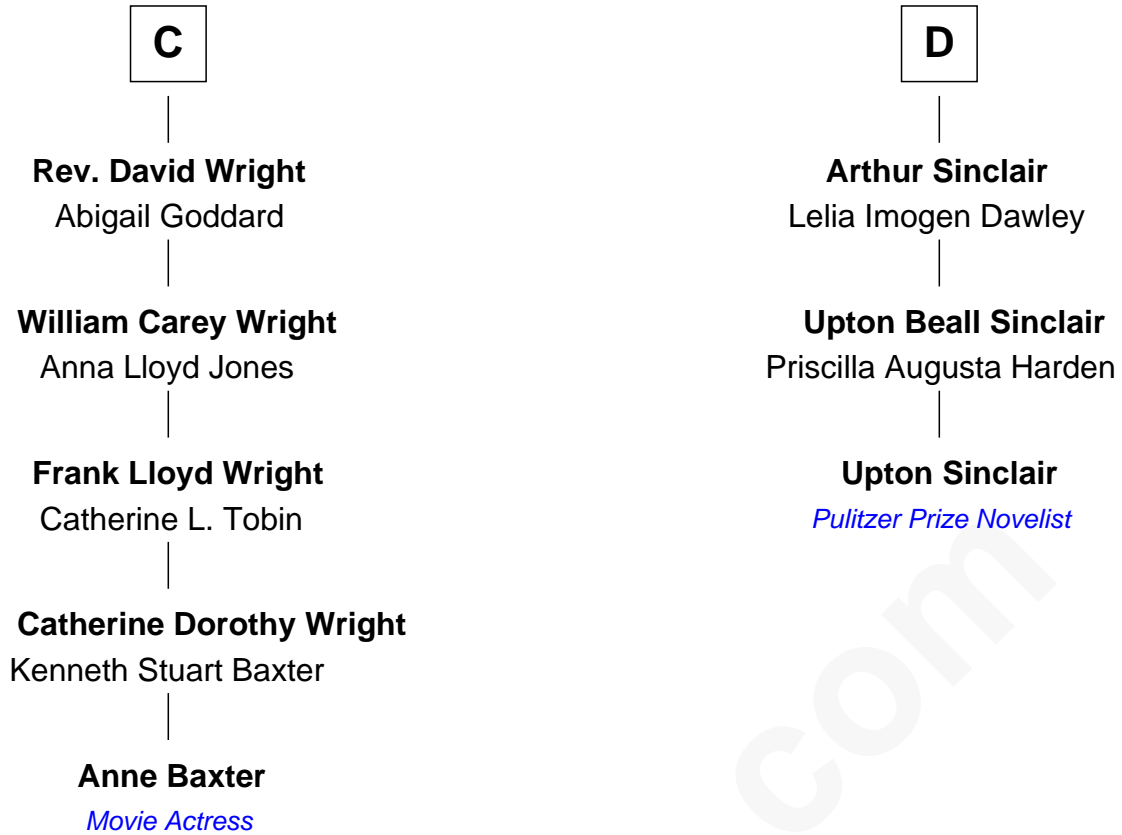 C
Rev. David Wright
Abigail Goddard
William Carey Wright
Anna Lloyd Jones
Frank Lloyd Wright
Catherine L. Tobin
Catherine Dorothy Wright
Kenneth Stuart Baxter
Anne Baxter
Movie Actress
D
Arthur Sinclair
Lelia Imogen Dawley
Upton Beall Sinclair
Priscilla Augusta Harden
Upton Sinclair
Pulitzer Prize Novelist
com